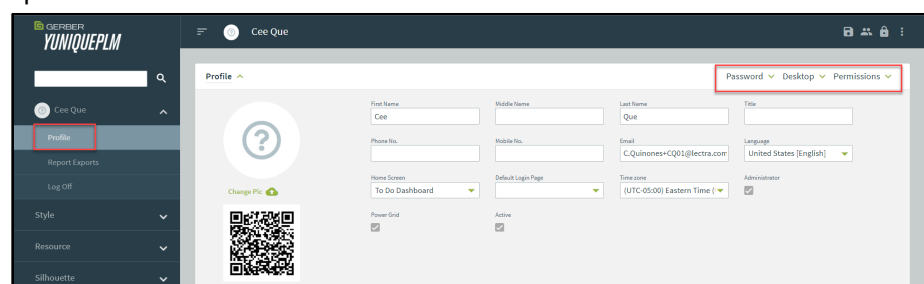 GERBER
YUNIQUEPLM
Cee Que
Cee Que
Profile
Report Exports
Log Off
Style
Resource
Silhouette
Profile
Password Desktop Permissions
Change Pic
First Name Middle Name Last Name Title
Cee Que
Phone No. Mobile No. Email Language
C.Quinones+CQ01@lectra.com United States [English]
Home Screen Default Login Page Time zone Administrator
To Do Dashboard (UTC-05:00) Eastern Time (
Power Grid Active